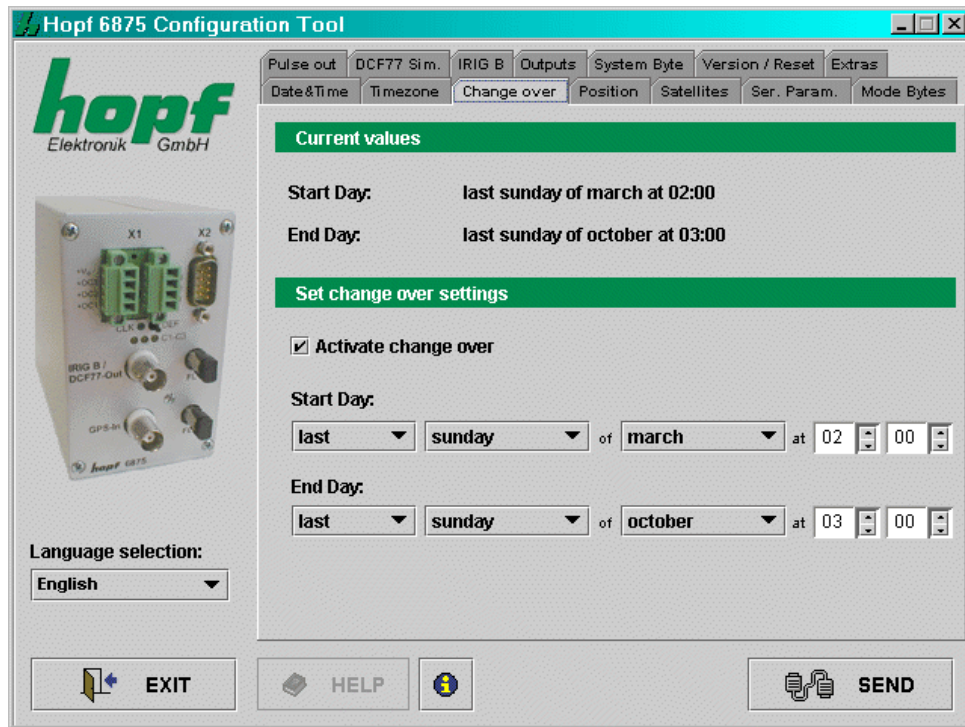 Hopf 6875 Configuration Tool
hopf
Elektronik GmbH
Pulse out DCF77 Sim. IRIG B Outputs System Byte Version / Reset Extras
Date&Time Timezone Change over Position Satellites Ser. Param. Mode Bytes
Current values
Start Day: last sunday of march at 02:00
End Day: last sunday of october at 03:00
Set change over settings
Activate change over
Start Day:
last sunday of march at 02 00
End Day:
last sunday of october at 03 00
X1 X2
CLK DEF
C1-C3
IRIG B /
DCF77-Out
GPS-In
hopf 6875
Language selection:
English
EXIT HELP SEND